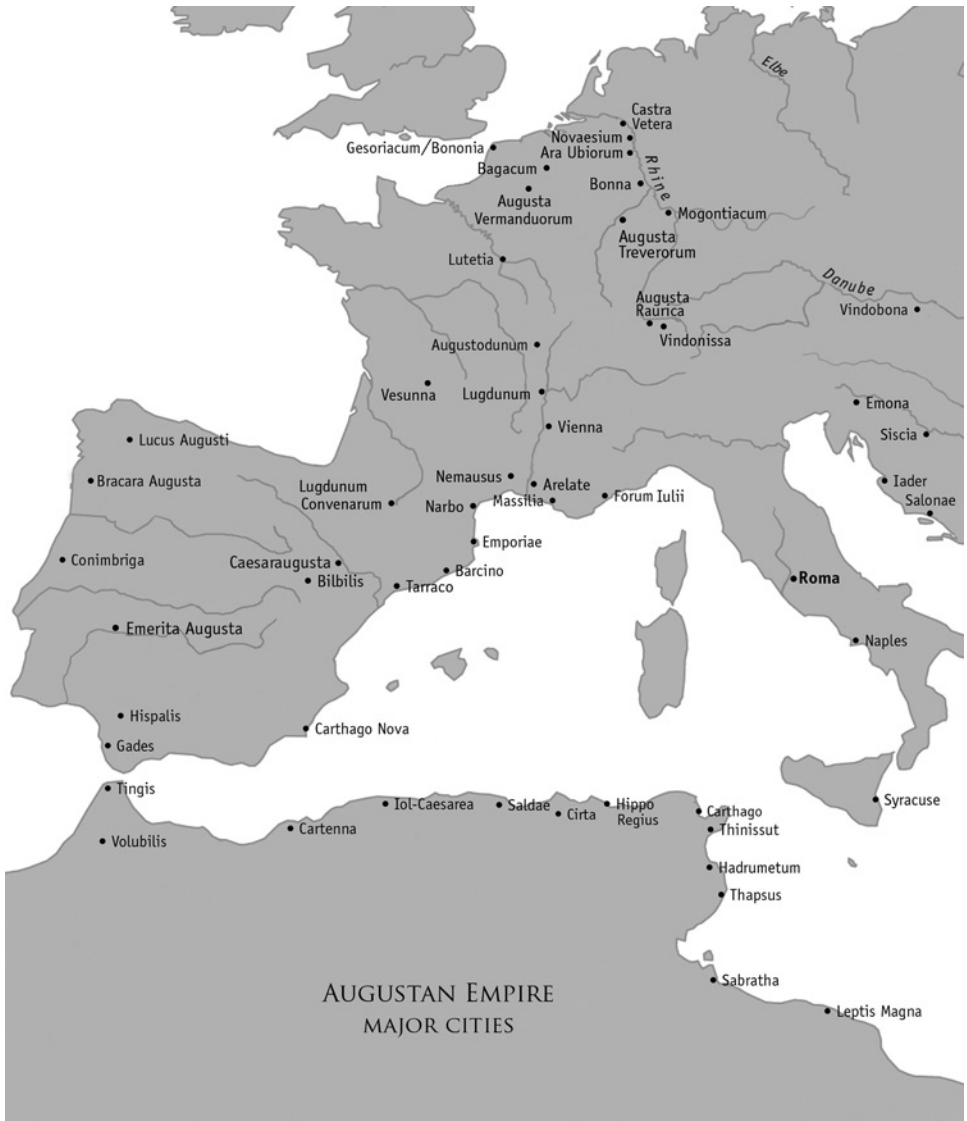 Elbe
Castra
Vetera
Novaesium
Gesoriacum/Bononia
Ara Ubiorum
Rhine
Bagacum
Bonna
Augusta
Vermanduorum
Mogontiacum
Augusta
Treverorum
Lutetia
Danube
Augusta
Raurica
Vindobona
Vindonissa
Augustodunum
Vesunna
Lugdunum
Emona
Vienna
Siscia
Lucus Augusti
Bracara Augusta
Nemausus
Lugdunum
Convenarum
Arelate
Iader
Massilia
Forum Iulii
Narbo
Salonae
Emporiae
Conimbriga
Caesaraugusta
Barcino
Bilbilis
Tarraco
Roma
Emerita Augusta
Naples
Hispalis
Carthago Nova
Gades
Tingis
Iol-Caesarea
Saldae
Hippo
Regius
Cirta
Carthago
Syracuse
Cartenna
Thinissut
Volubilis
Hadrumetum
Thapsus
Sabratha
Augustan Empire
major cities
Leptis Magna